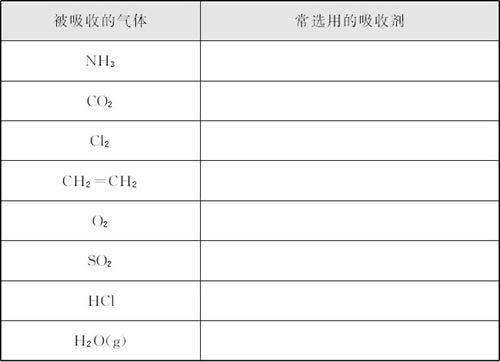 被吸收的气体 常选用的吸收剂
NH₃
CO₂
Cl₂
CH₂=CH₂
O₂
SO₂
HCl
H₂O(g)